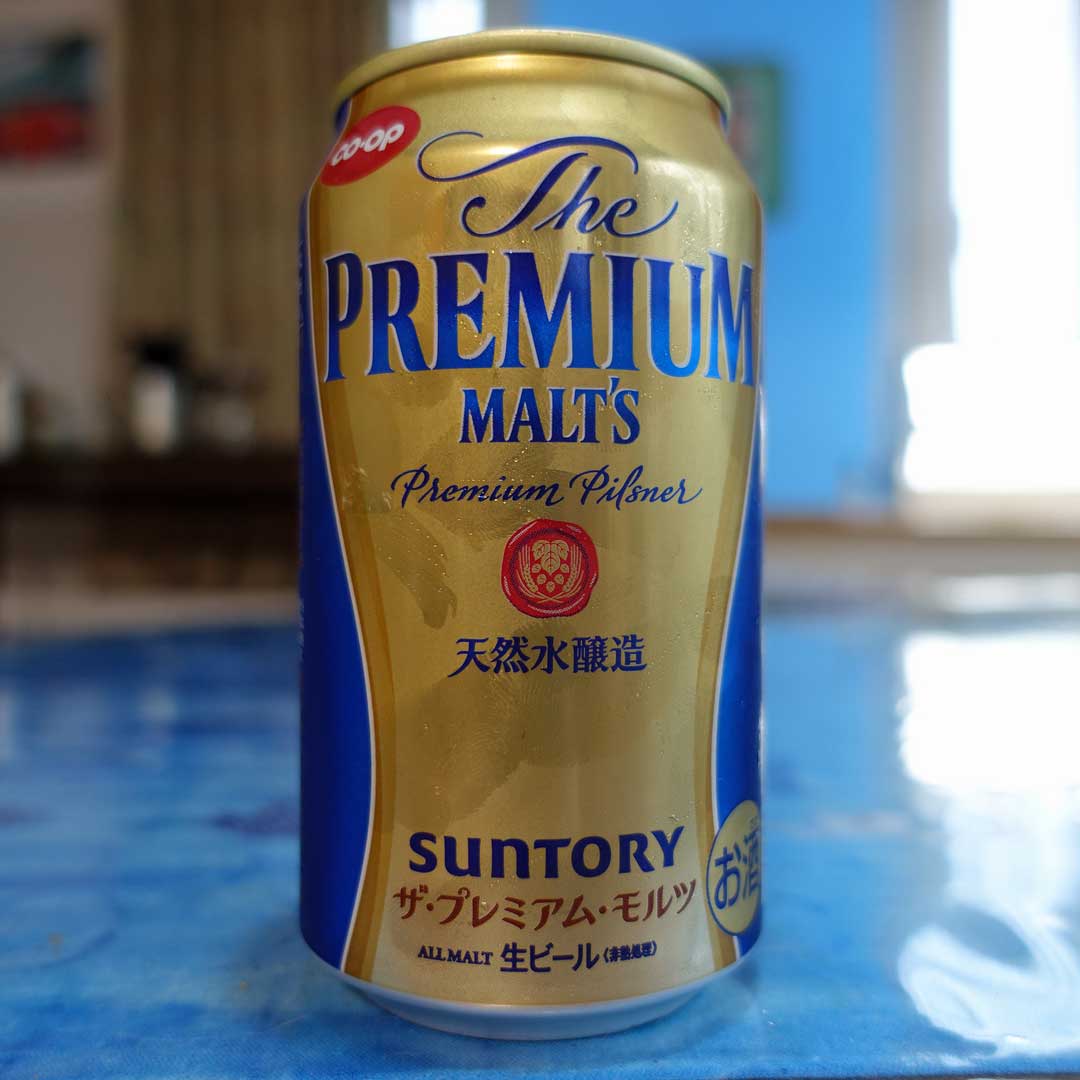 co·op
The
PREMIUM
MALT'S
Premium Pilsner
天然水醸造
SUNTORY
ザ・プレミアム・モルツ
お酒
ALL MALT 生ビール〈非熱処理〉